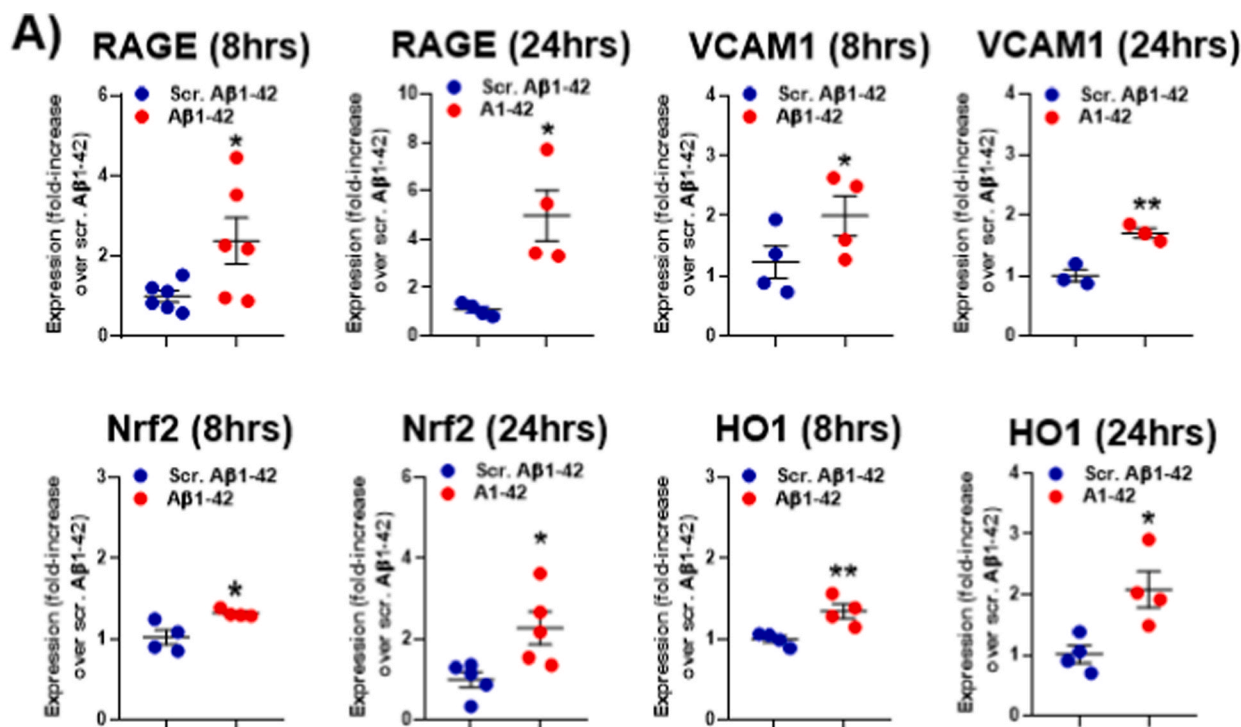 A)
RAGE (8hrs)
Expression (fold-increase
over scr. Aβ1-42)
Scr. Aβ1-42
Aβ1-42
*
6
4
2
0
RAGE (24hrs)
Expression (fold-increase
over scr. Aβ1-42)
Scr. Aβ1-42
A1-42
*
10
8
6
4
2
0
VCAM1 (8hrs)
Expression (fold-increase
over scr. Aβ1-42)
Scr. Aβ1-42
Aβ1-42
*
4
3
2
1
0
VCAM1 (24hrs)
Expression (fold-increase
over scr. Aβ1-42)
Scr. Aβ1-42
A1-42
**
4
3
2
1
0
Nrf2 (8hrs)
Expression (fold-increase
over scr. Aβ1-42)
Scr. Aβ1-42
Aβ1-42
*
3
2
1
0
Nrf2 (24hrs)
Expression (fold-increase
over scr. Aβ1-42)
Scr. Aβ1-42
A1-42
*
6
4
2
0
HO1 (8hrs)
Expression (fold-increase
over scr. Aβ1-42)
Scr. Aβ1-42
Aβ1-42
**
3
2
1
0
HO1 (24hrs)
Expression (fold-increase
over scr. Aβ1-42)
Scr. Aβ1-42
A1-42
*
4
3
2
1
0